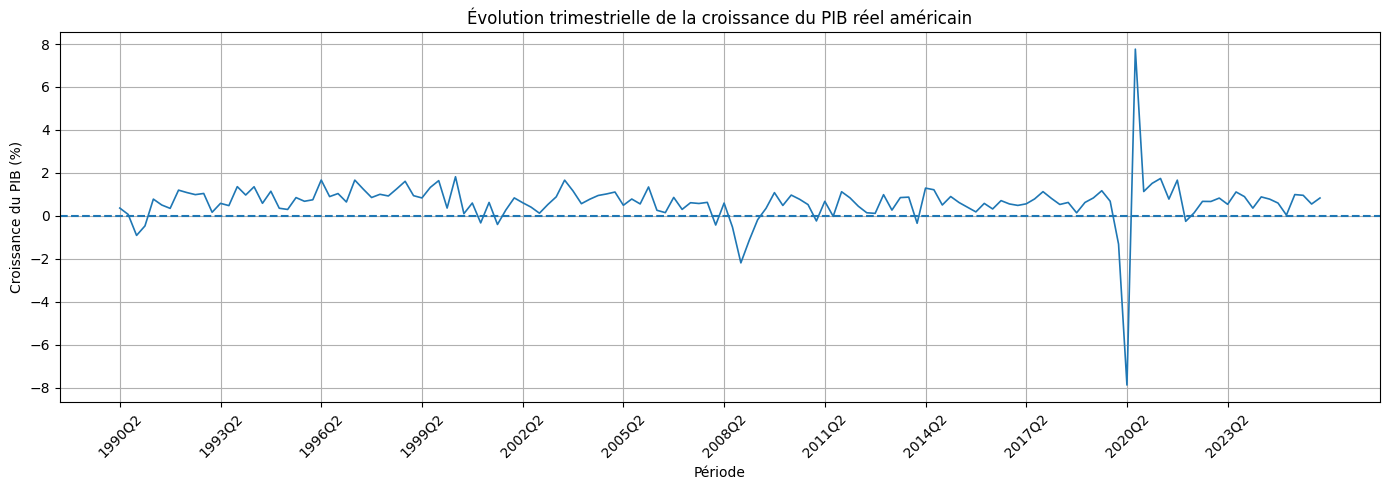 Évolution trimestrielle de la croissance du PIB réel américain
Croissance du PIB (%)
8
6
4
2
0
−2
−4
−6
−8
1990Q2
1993Q2
1996Q2
1999Q2
2002Q2
2005Q2
2008Q2
2011Q2
2014Q2
2017Q2
2020Q2
2023Q2
Période